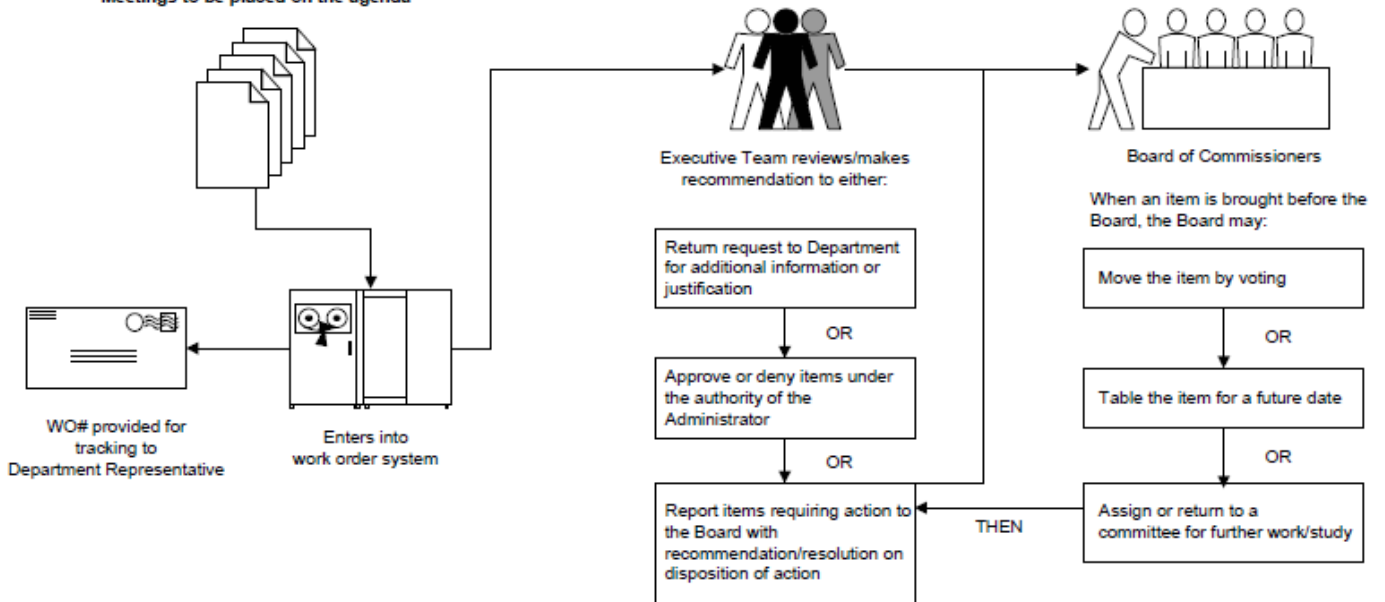 Meetings to be placed on the agenda
WO# provided for
tracking to
Department Representative
Enters into
work order system
Executive Team reviews/makes
recommendation to either:
Return request to Department
for additional information or
justification
OR
Approve or deny items under
the authority of the
Administrator
OR
Report items requiring action to
the Board with
recommendation/resolution on
disposition of action
THEN
Board of Commissioners
When an item is brought before the
Board, the Board may:
Move the item by voting
OR
Table the item for a future date
OR
Assign or return to a
committee for further work/study